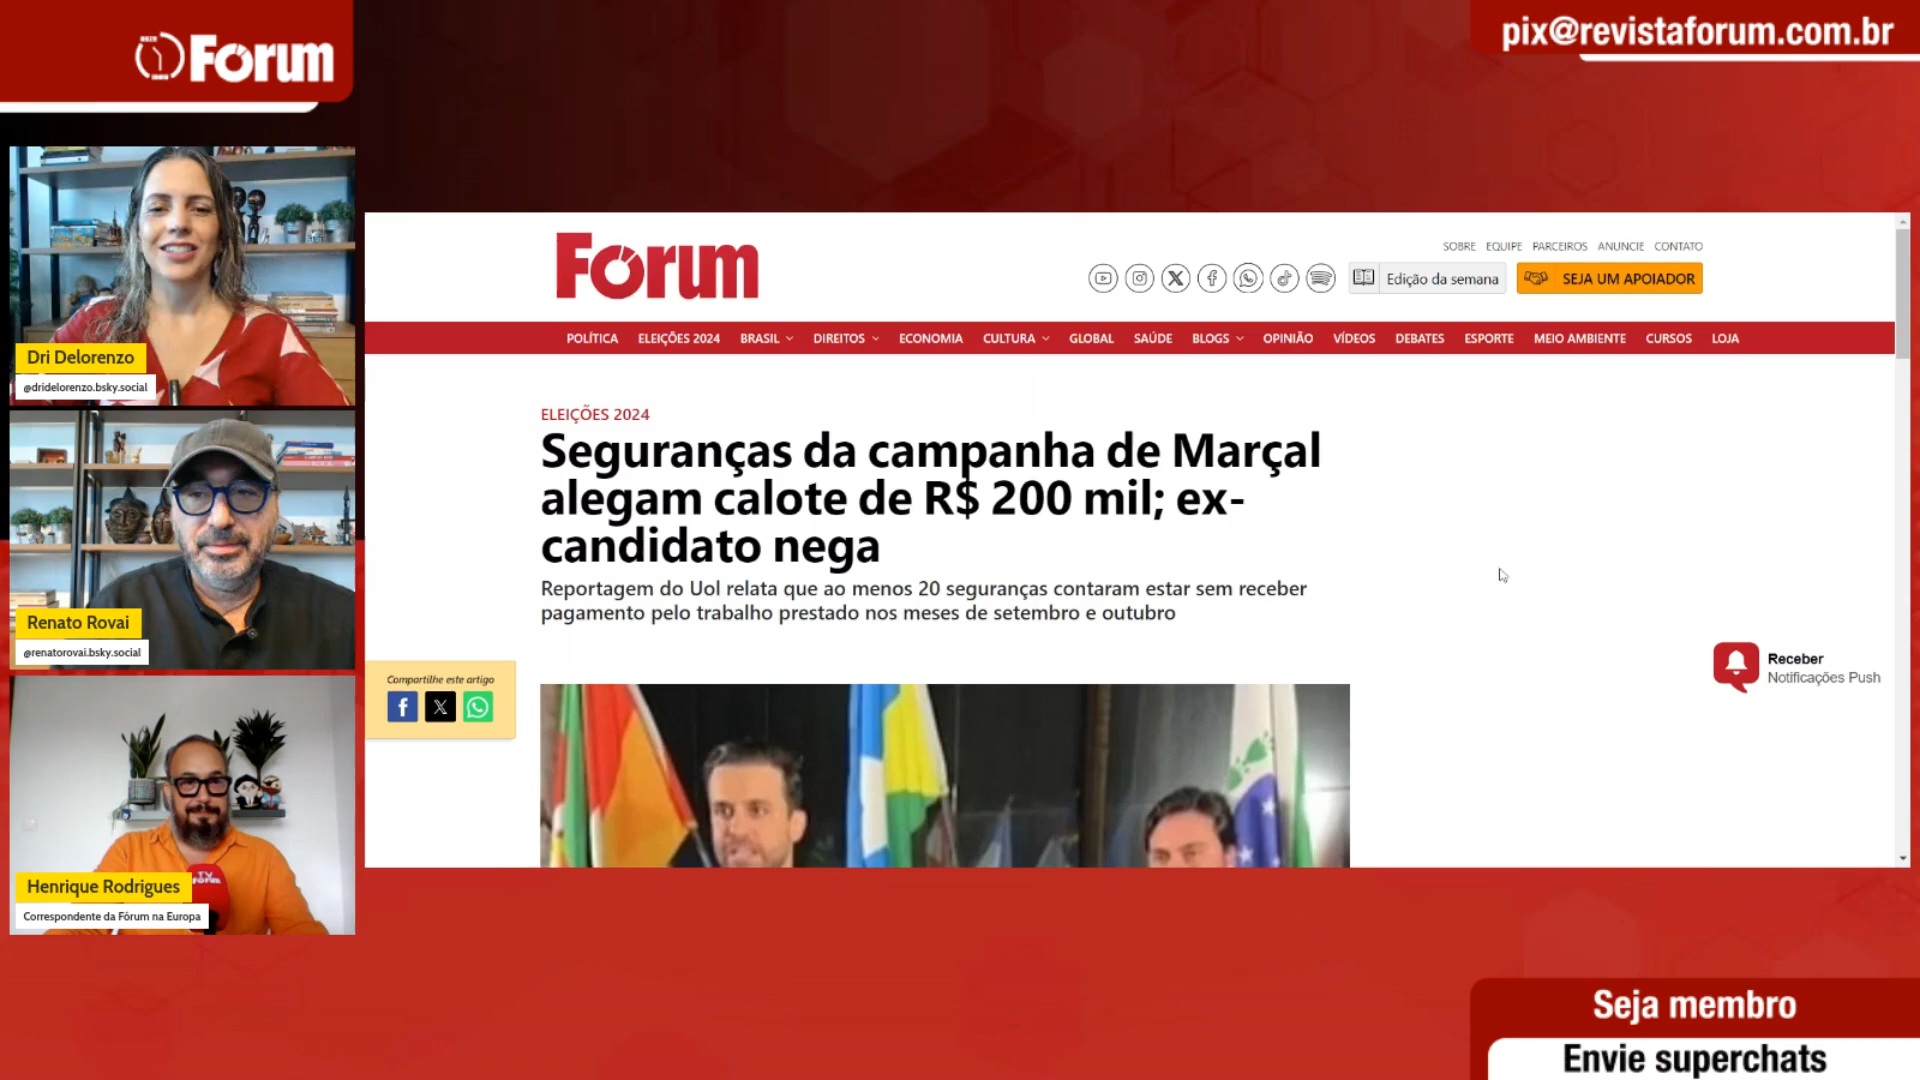 Forum
pix@revistaforum.com.br
Dri Delorenzo
@dridelorenzo.bsky.social
Renato Rovai
@renatorovai.bsky.social
TV
FORUM
Henrique Rodrigues
Correspondente da Fórum na Europa
Forum
SOBRE EQUIPE PARCEIROS ANUNCIE CONTATO
Edição da semana
SEJA UM APOIADOR
POLÍTICA ELEIÇÕES 2024 BRASIL DIREITOS ECONOMIA CULTURA GLOBAL SAÚDE BLOGS OPINIÃO VÍDEOS DEBATES ESPORTE MEIO AMBIENTE CURSOS LOJA
ELEIÇÕES 2024
Seguranças da campanha de Marçal
alegam calote de R$ 200 mil; ex-
candidato nega
Reportagem do Uol relata que ao menos 20 seguranças contaram estar sem receber
pagamento pelo trabalho prestado nos meses de setembro e outubro
Compartilhe este artigo
Receber
Notificações Push
Seja membro
Envie superchats